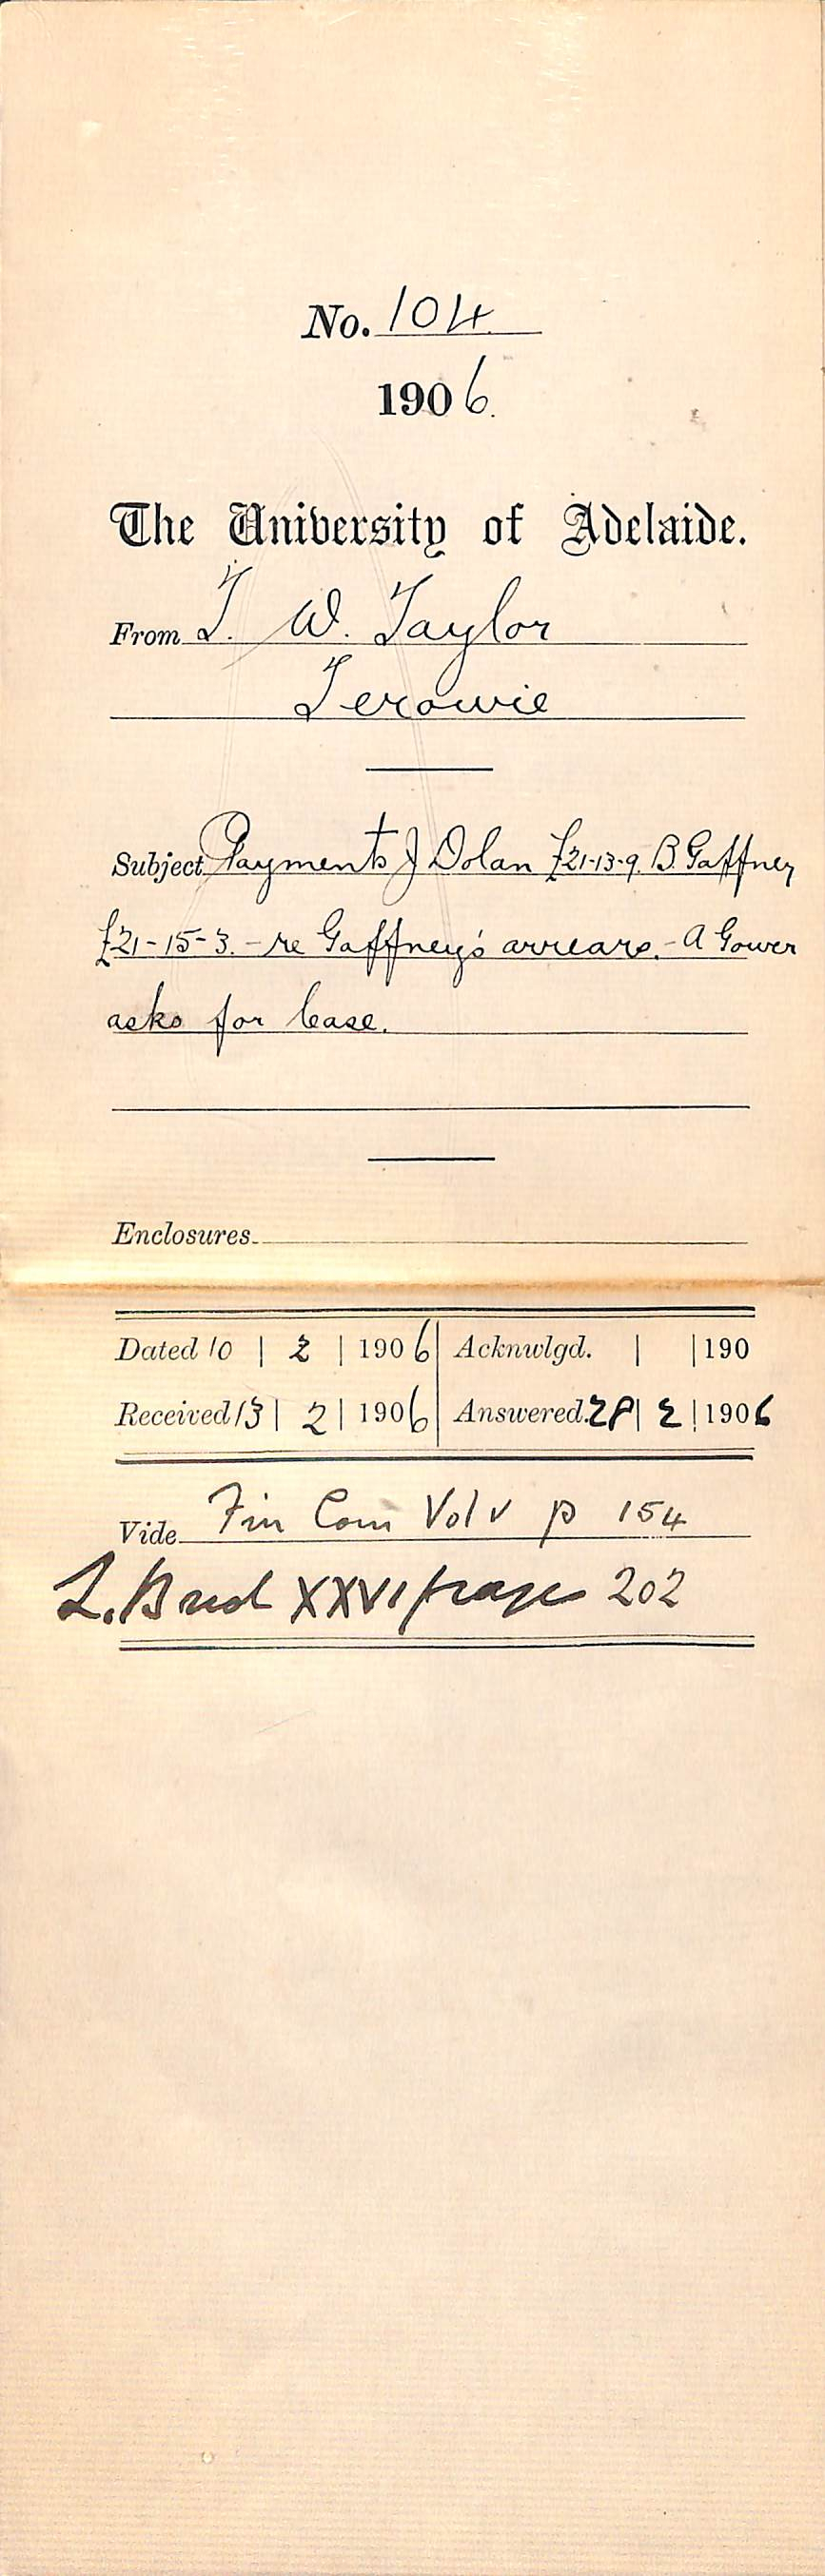 No. 104
1906.
The University of Adelaide.
From T. W. Taylor
Terowie
Subject Payments J Dolan £21-13-9. B Gaffney
£21-15-3. - re Gaffney's arrears. - A Gower
asks for lease.
Enclosures
Dated 10 | 2 | 1906 Acknwlgd. | | 190
Received 13 | 2 | 1906 Answered. 28 | 2 | 1906
Vide Fin Com Vol V p 154
L. XXVI page 202